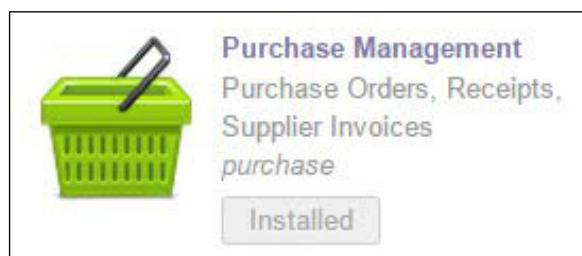 Purchase Management
Purchase Orders, Receipts,
Supplier Invoices
purchase
Installed